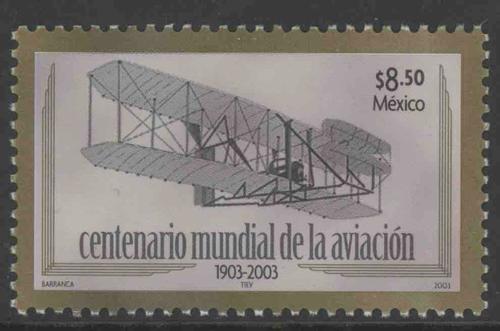 $8.50
México
centenario mundial de la aviación
1903-2003
BARRANCA TIEV 2003